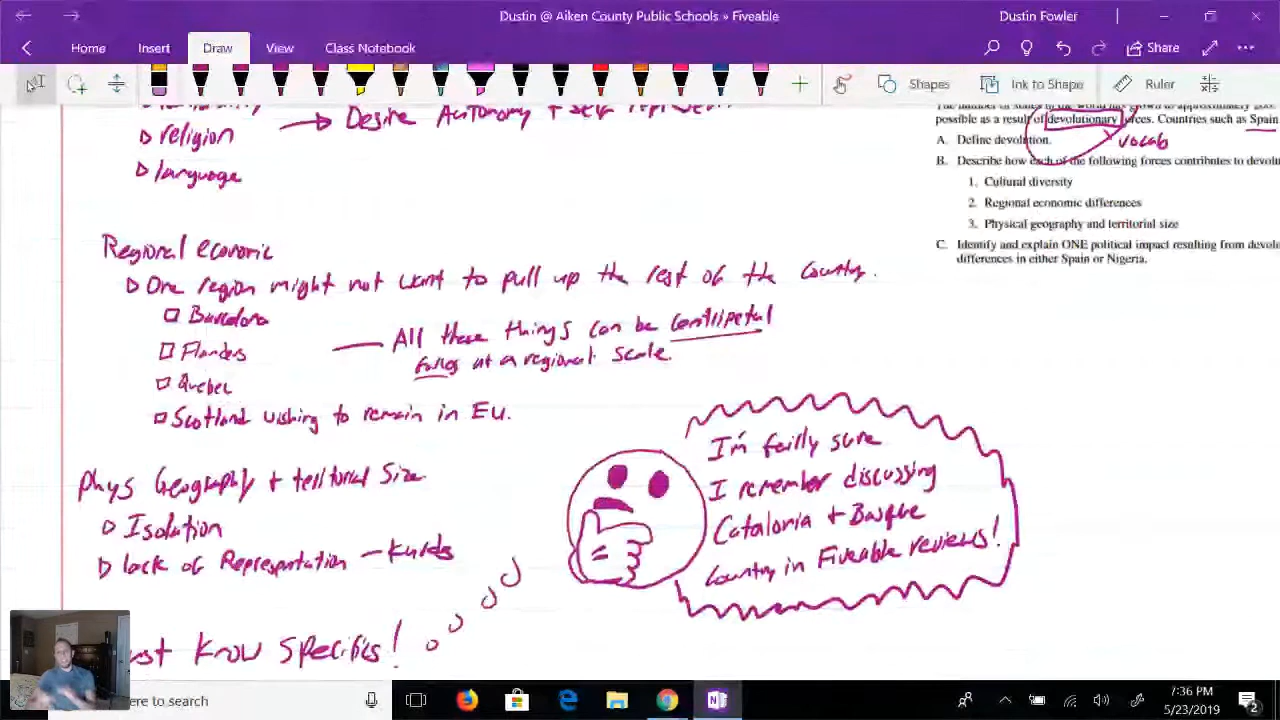 Dustin @ Aiken County Public Schools » Fiveable
Dustin Fowler
Home Insert Draw View Class Notebook
Share
Shapes Ink to Shape Ruler
→ Desire Autonomy + self
religion
language
possible as a result of devolutionary forces. Countries such as Spain
A. Define devolution.
vocab
B. Describe how each of the following forces contributes to devolu
1. Cultural diversity
2. Regional economic differences
3. Physical geography and territorial size
C. Identify and explain ONE political impact resulting from devol
differences in either Spain or Nigeria.
Regional economic
One region might not want to pull up the rest of the country.
Barcelona
Flanders
Quebec
Scotland wishing to remain in EU.
— All these things can be centripetal
forces at a regional scale.
Phys Geography + territorial Size
Isolution
lack of Representation — Kurds
I'm fairly sure
I remember discussing
Catalonia + Basque
Country in Fiveable reviews!
ust Know Specifics!
ere to search
7:36 PM
5/23/2019
2